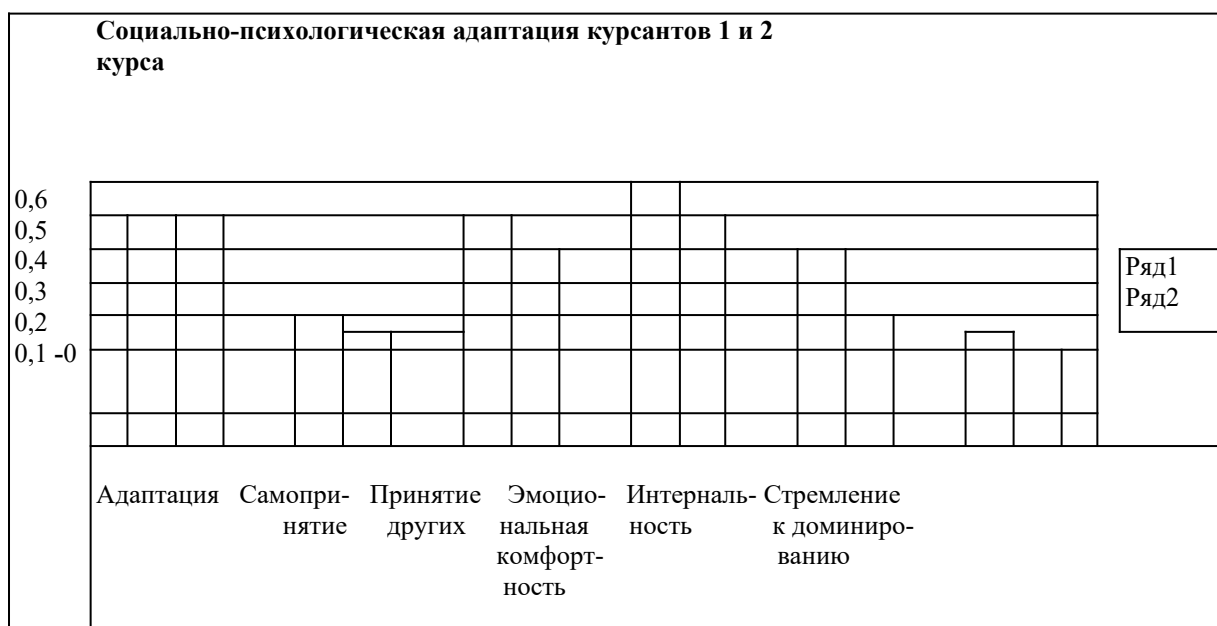 Социально-психологическая адаптация курсантов 1 и 2
курса
0,6
0,5
0,4
0,3
0,2
0,1 -0
Ряд1
Ряд2
Адаптация Самопри- Принятие Эмоцио- Интерналь- Стремление
нятие других нальная ность к доминиро-
комфорт- ванию
ность